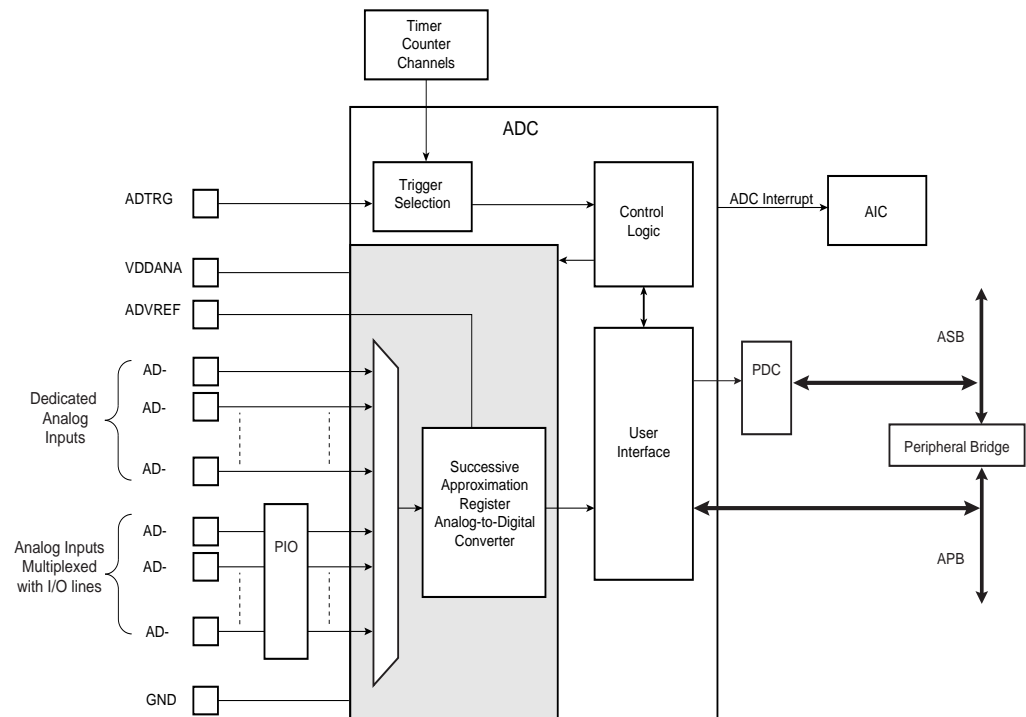 Timer
Counter
Channels
ADC
ADTRG
Trigger
Selection
Control
Logic
ADC Interrupt
AIC
VDDANA
ADVREF
ASB
PDC
Dedicated
Analog
Inputs
AD-
AD-
AD-
User
Interface
Peripheral Bridge
Successive
Approximation
Register
Analog-to-Digital
Converter
Analog Inputs
Multiplexed
with I/O lines
AD-
AD-
AD-
PIO
APB
GND